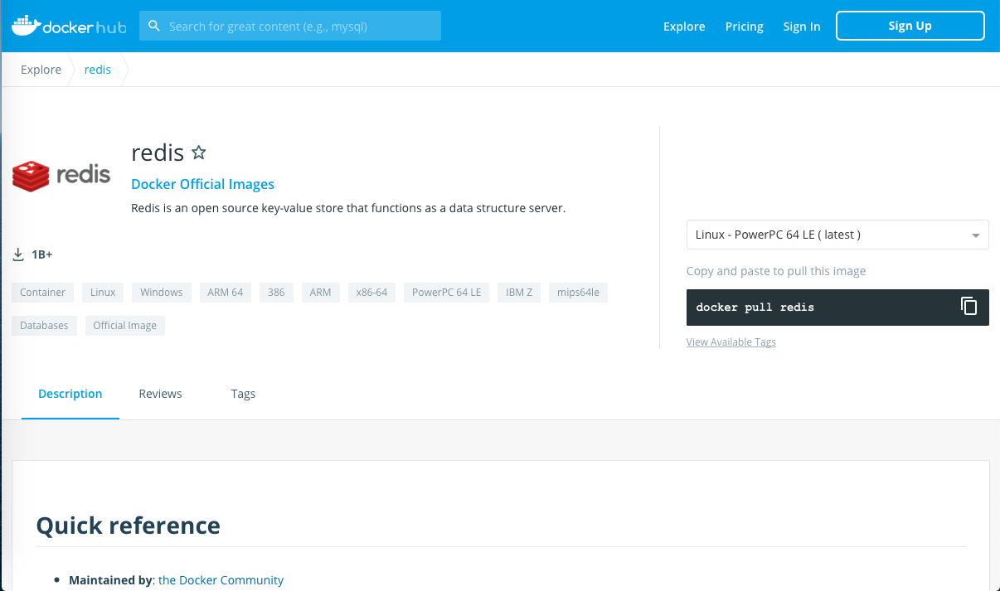 docker hub
Search for great content (e.g., mysql)
Explore
Pricing
Sign In
Sign Up
Explore
redis
redis
redis
Docker Official Images
Redis is an open source key-value store that functions as a data structure server.
1B+
Container
Linux
Windows
ARM 64
386
ARM
x86-64
PowerPC 64 LE
IBM Z
mips64le
Databases
Official Image
Linux - PowerPC 64 LE ( latest )
Copy and paste to pull this image
docker pull redis
View Available Tags
Description
Reviews
Tags
Quick reference
Maintained by: the Docker Community